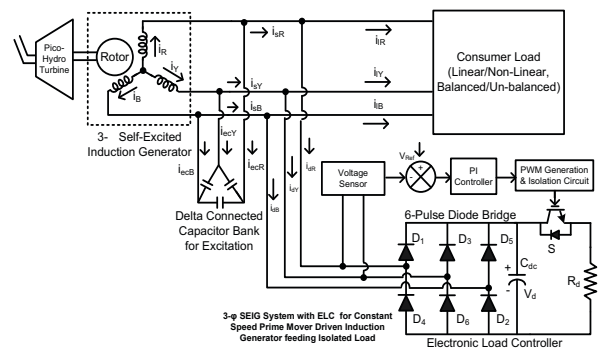 Pico-
Hydro
Turbine
Rotor
iR
iY
iB
3- Self-Excited
Induction Generator
isR
isY
isB
iecY
iecB
iecR
Delta Connected
Capacitor Bank
for Excitation
idR
idY
idB
ilR
ilY
ilB
Consumer Load
(Linear/Non-Linear,
Balanced/Un-balanced)
Voltage
Sensor
VRef
+
-
PI
Controller
PWM Generation
& Isolation Circuit
6-Pulse Diode Bridge
S
D1
D3
D5
D4
D6
D2
+
Cdc
-
Vd
Rd
3-φ SEIG System with ELC for Constant
Speed Prime Mover Driven Induction
Generator feeding Isolated Load
Electronic Load Controller